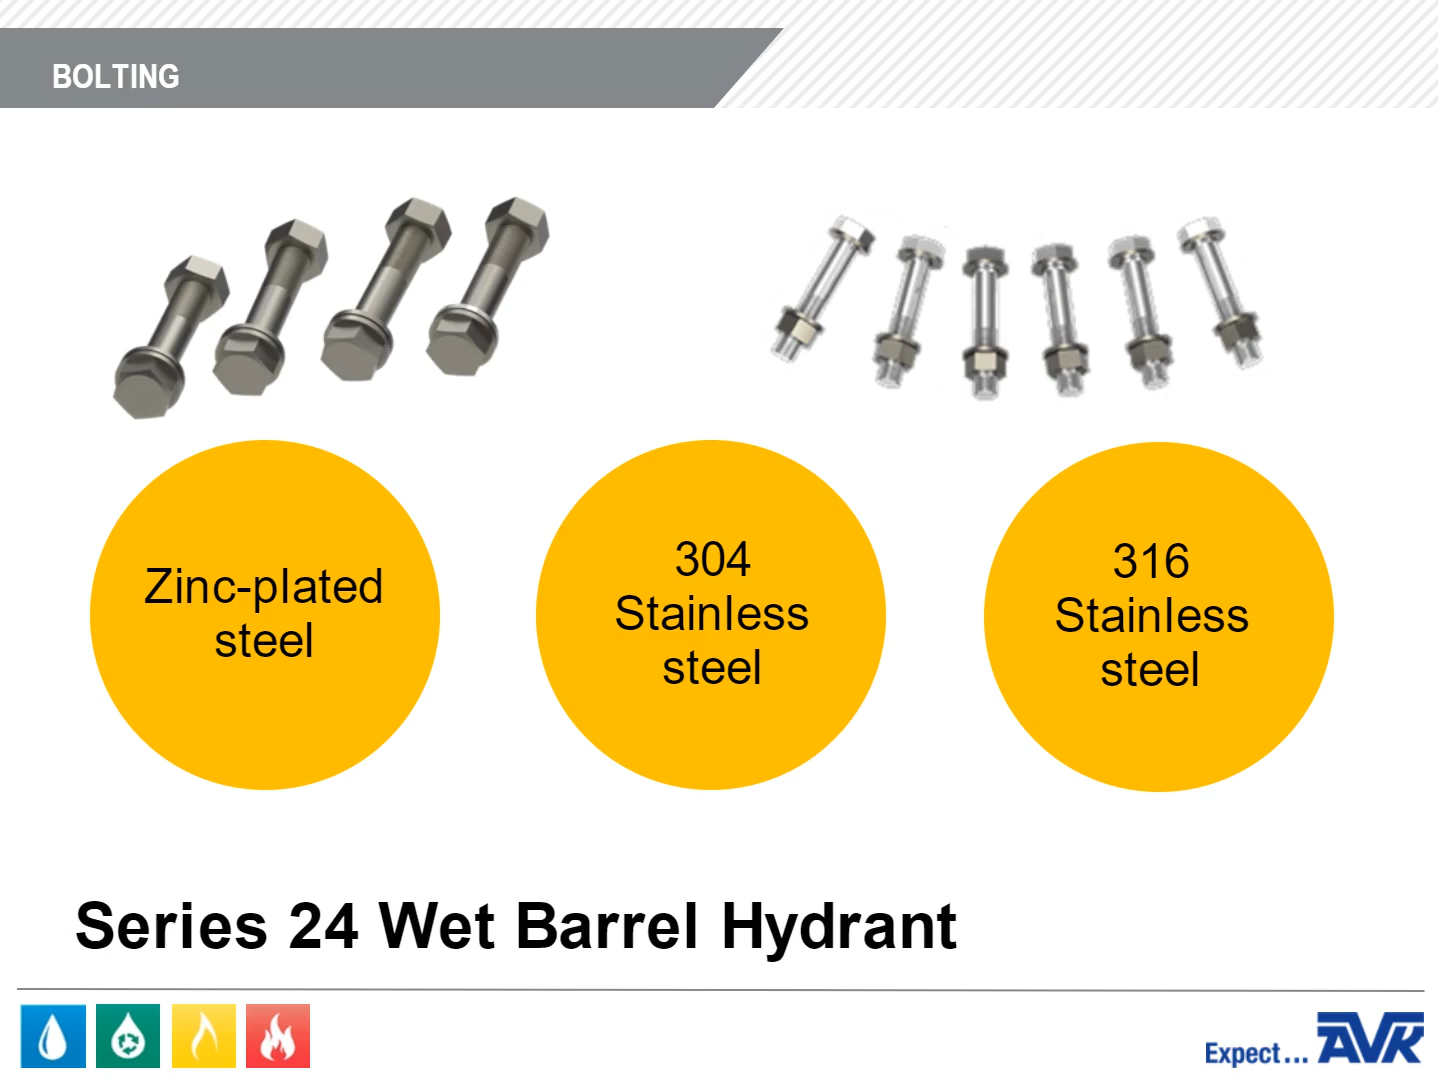 BOLTING
Zinc-plated
steel
304
Stainless
steel
316
Stainless
steel
Series 24 Wet Barrel Hydrant
Expect... AVK